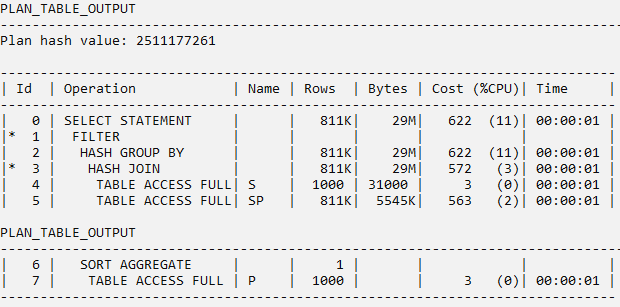 PLAN_TABLE_OUTPUT
--------------------------------------------------------------------------------
Plan hash value: 2511177261
--------------------------------------------------------------------------------
| Id | Operation | Name | Rows | Bytes | Cost (%CPU)| Time |
--------------------------------------------------------------------------------
| 0 | SELECT STATEMENT | | 811K| 29M| 622 (11)| 00:00:01 |
|* 1 | FILTER | | | | | |
| 2 | HASH GROUP BY | | 811K| 29M| 622 (11)| 00:00:01 |
|* 3 | HASH JOIN | | 811K| 29M| 572 (3)| 00:00:01 |
| 4 | TABLE ACCESS FULL| S | 1000 | 31000 | 3 (0)| 00:00:01 |
| 5 | TABLE ACCESS FULL| SP | 811K| 5545K| 563 (2)| 00:00:01 |
PLAN_TABLE_OUTPUT
--------------------------------------------------------------------------------
| 6 | SORT AGGREGATE | | 1 | | | |
| 7 | TABLE ACCESS FULL | P | 1000 | | 3 (0)| 00:00:01 |
--------------------------------------------------------------------------------